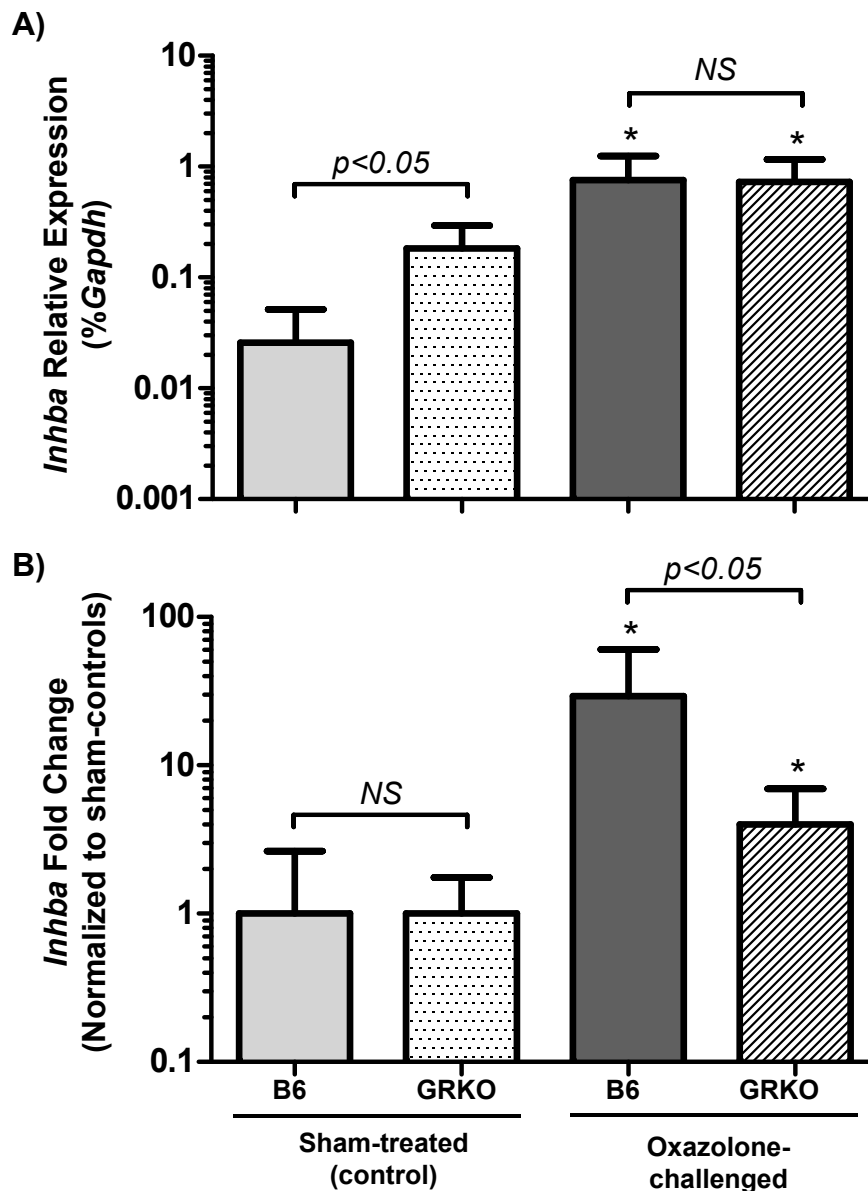 A)
Inhba Relative Expression
(%Gapdh)
10
1
0.1
0.01
0.001
p<0.05
NS
*
*
B)
Inhba Fold Change
(Normalized to sham-controls)
100
10
1
0.1
NS
p<0.05
*
*
B6
GRKO
B6
GRKO
Sham-treated
(control)
Oxazolone-
challenged